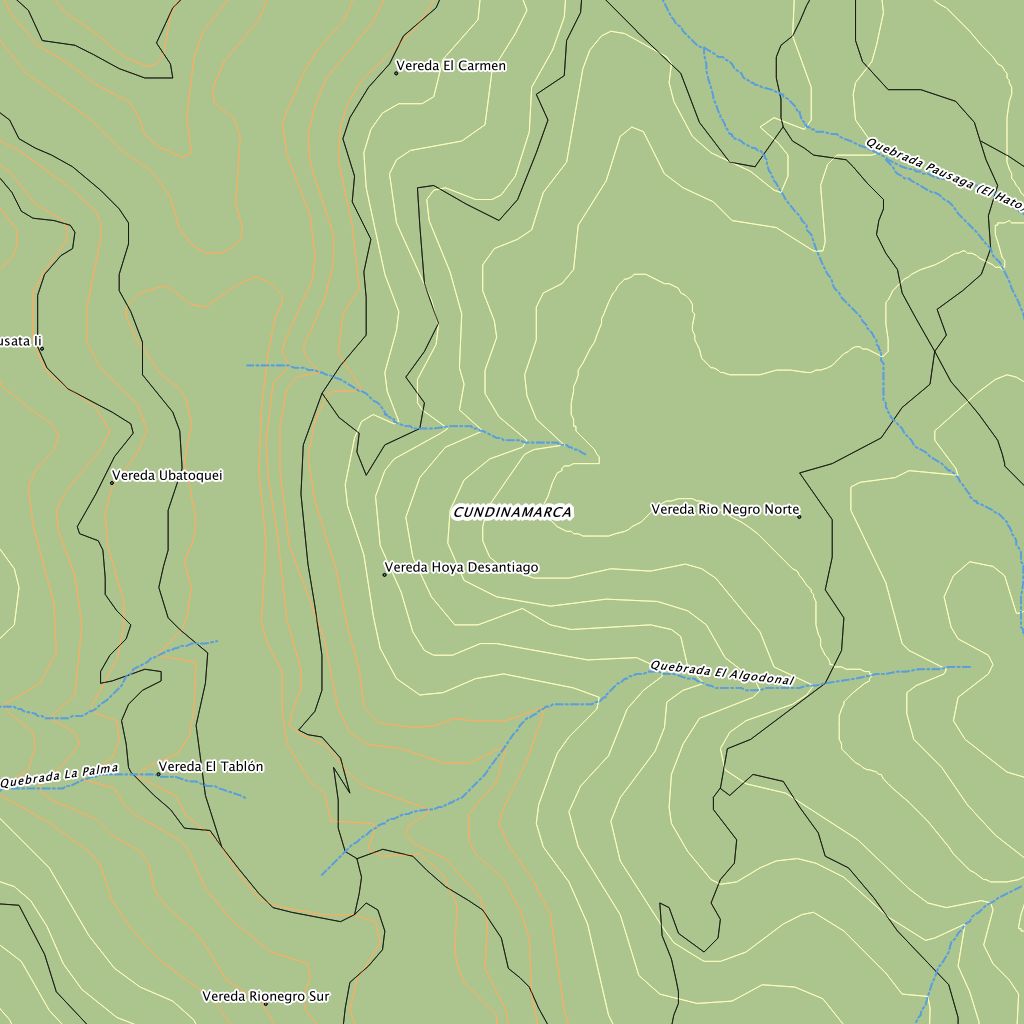 Vereda El Carmen
Quebrada Pausaga (El Hato)
usata Ii
Vereda Ubatoquei
CUNDINAMARCA
Vereda Rio Negro Norte
Vereda Hoya Desantiago
Quebrada El Algodonal
Quebrada La Palma
Vereda El Tablón
Vereda Rionegro Sur